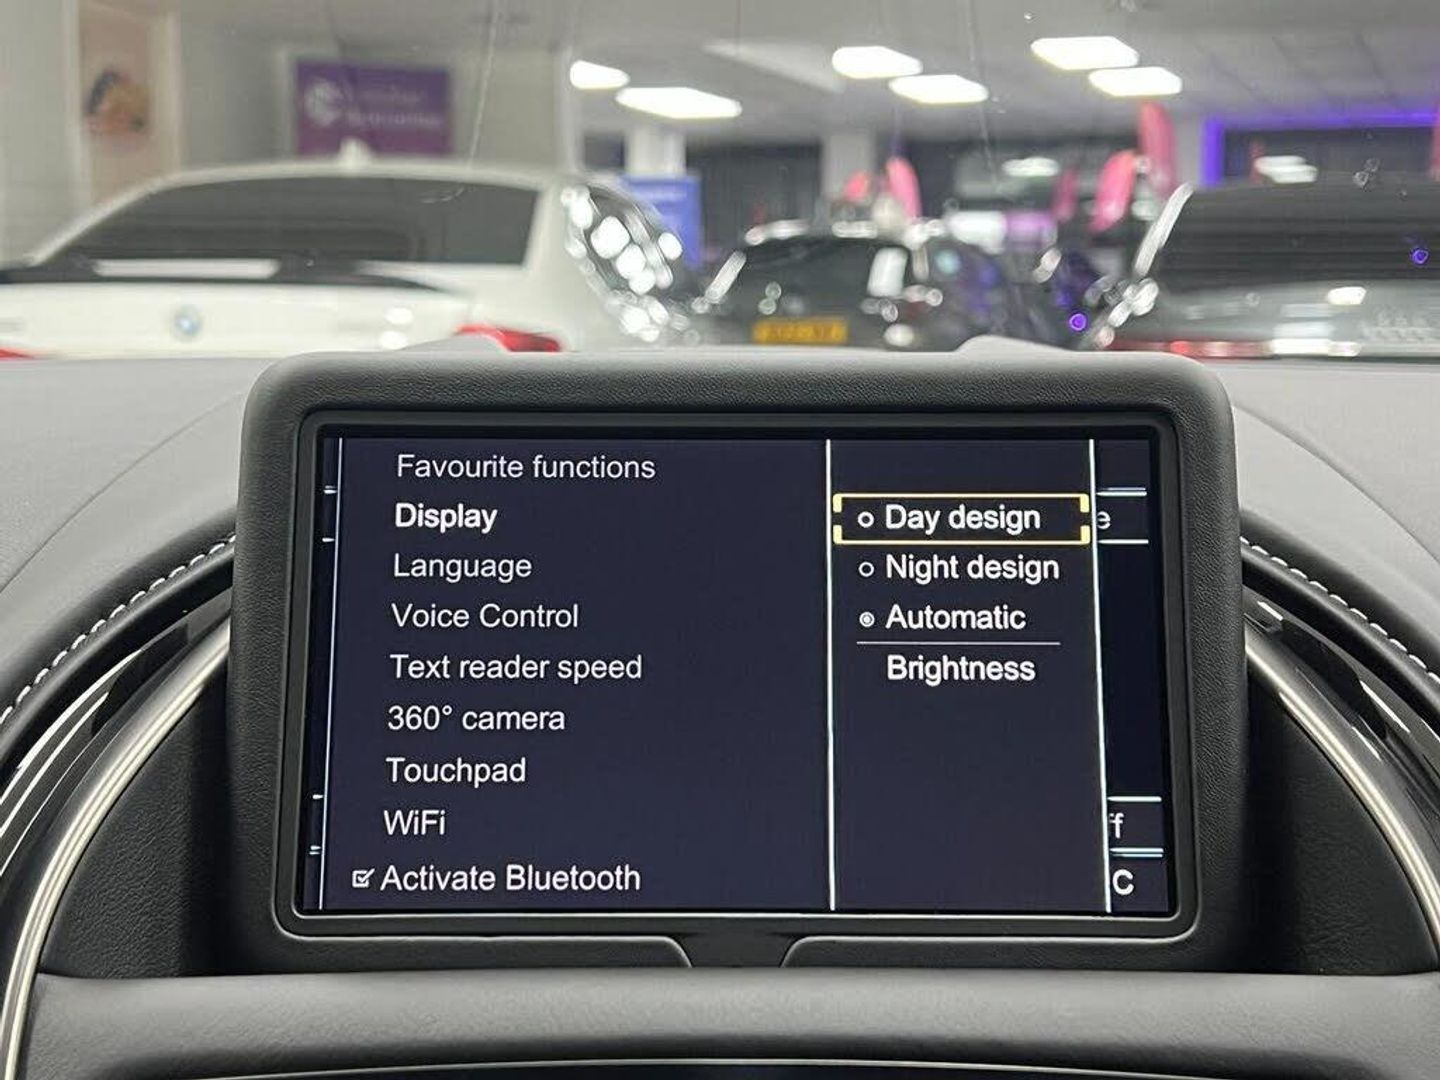 Favourite functions
Display
Language
Voice Control
Text reader speed
360° camera
Touchpad
WiFi
Activate Bluetooth
Day design
Night design
Automatic
Brightness
e
ff
C